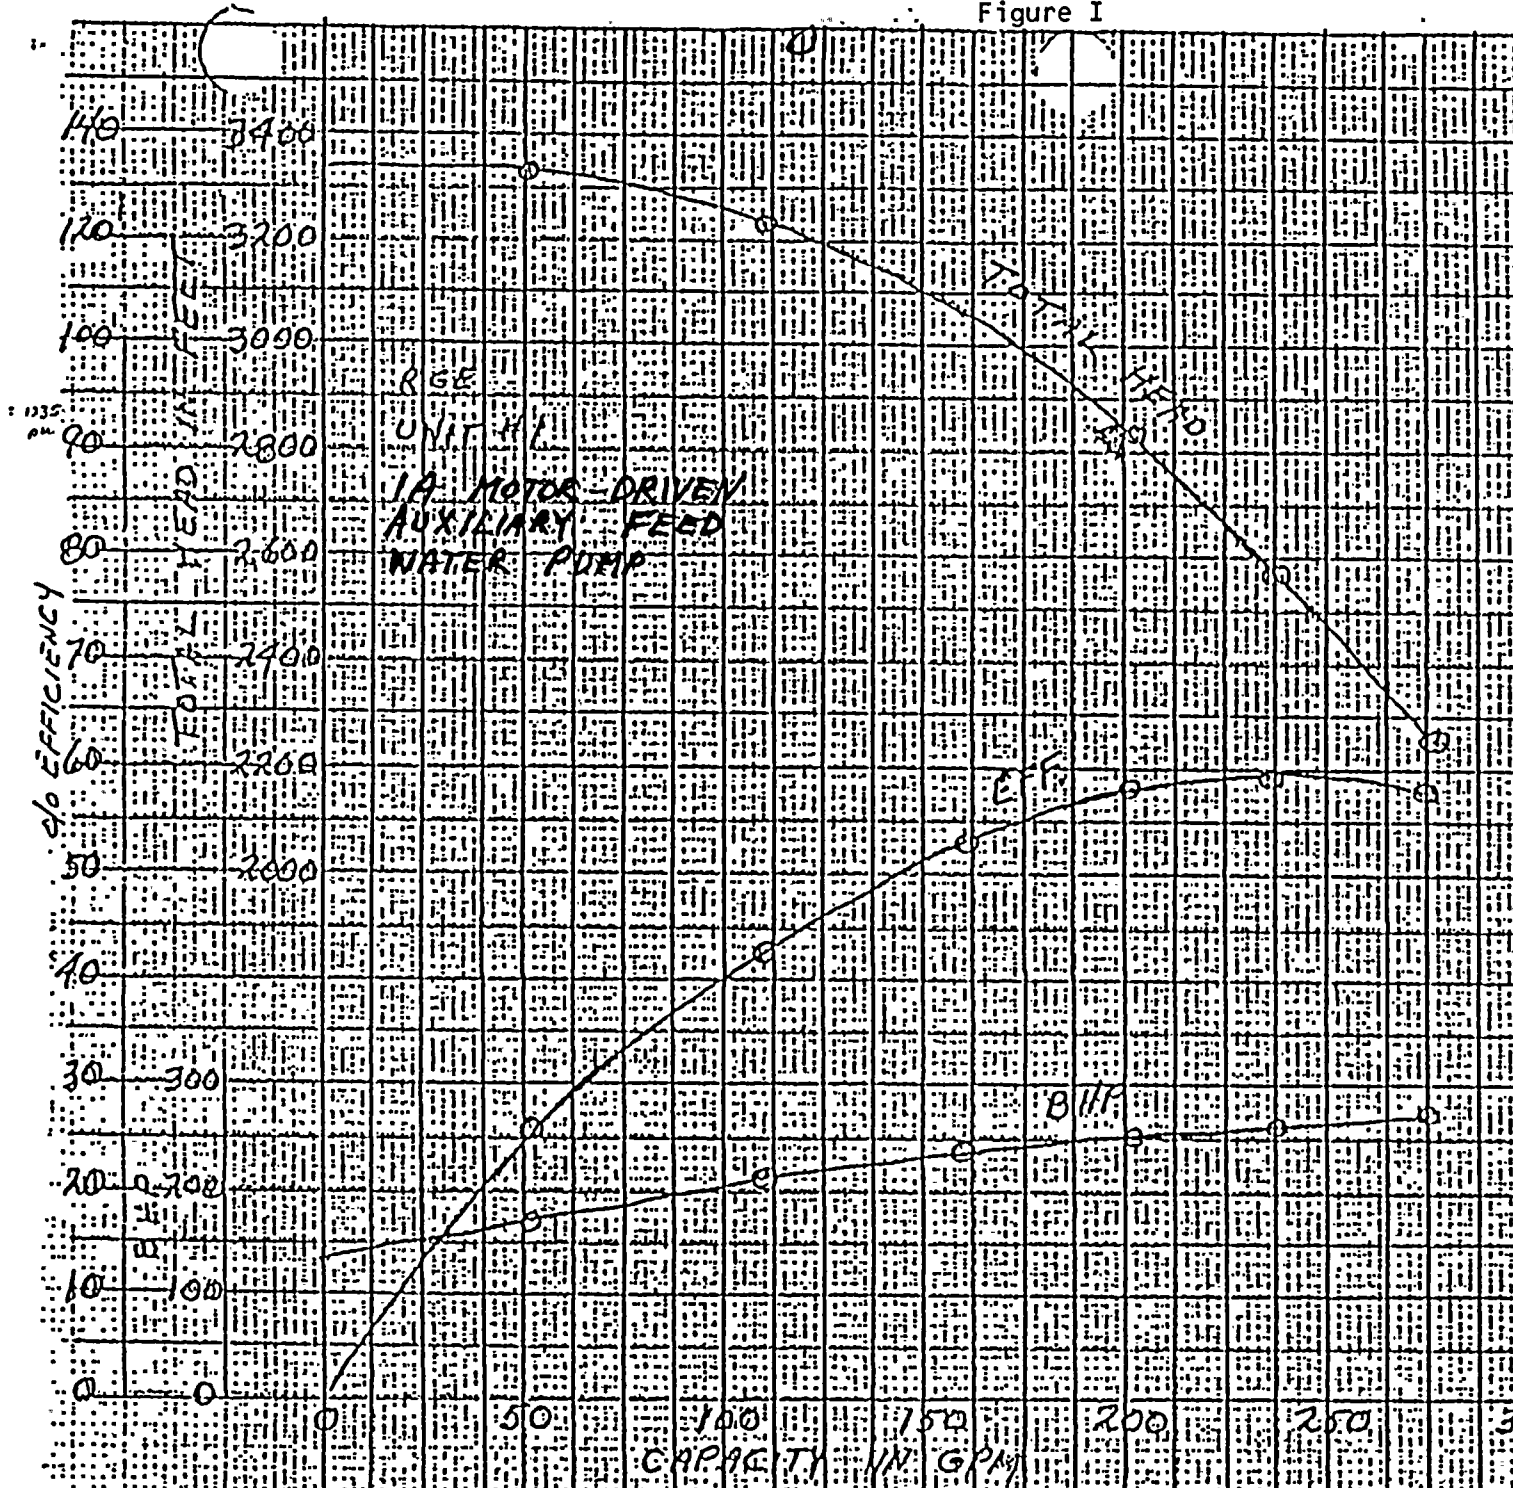 Figure I
140 3400
120 3200
100 3000
90 2800
80 2600
70 2400
60 2200
50 2000
40
30 300
20 200
10 100
0 0
% EFFICIENCY
TOTAL HEAD IN FEET
BHP
RGE
UNIT #1
1A MOTOR-DRIVEN
AUXILIARY FEED
WATER PUMP
TOTAL HEAD
EFF.
BHP
0 50 100 150 200 250
CAPACITY IN GPM